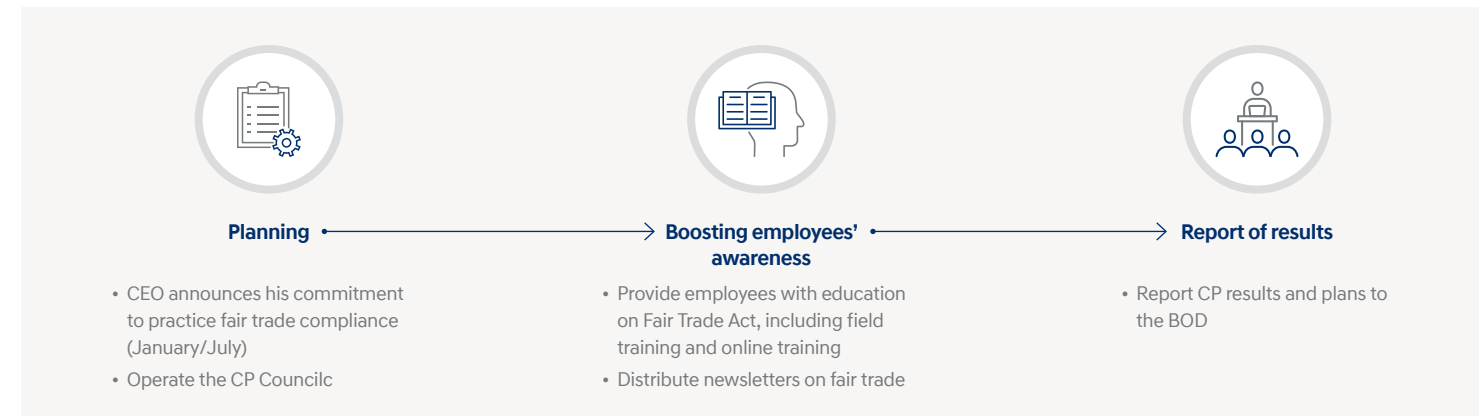 Planning
• CEO announces his commitment
to practice fair trade compliance
(January/July)
• Operate the CP Councilc
Boosting employees’
awareness
• Provide employees with education
on Fair Trade Act, including field
training and online training
• Distribute newsletters on fair trade
Report of results
• Report CP results and plans to
the BOD